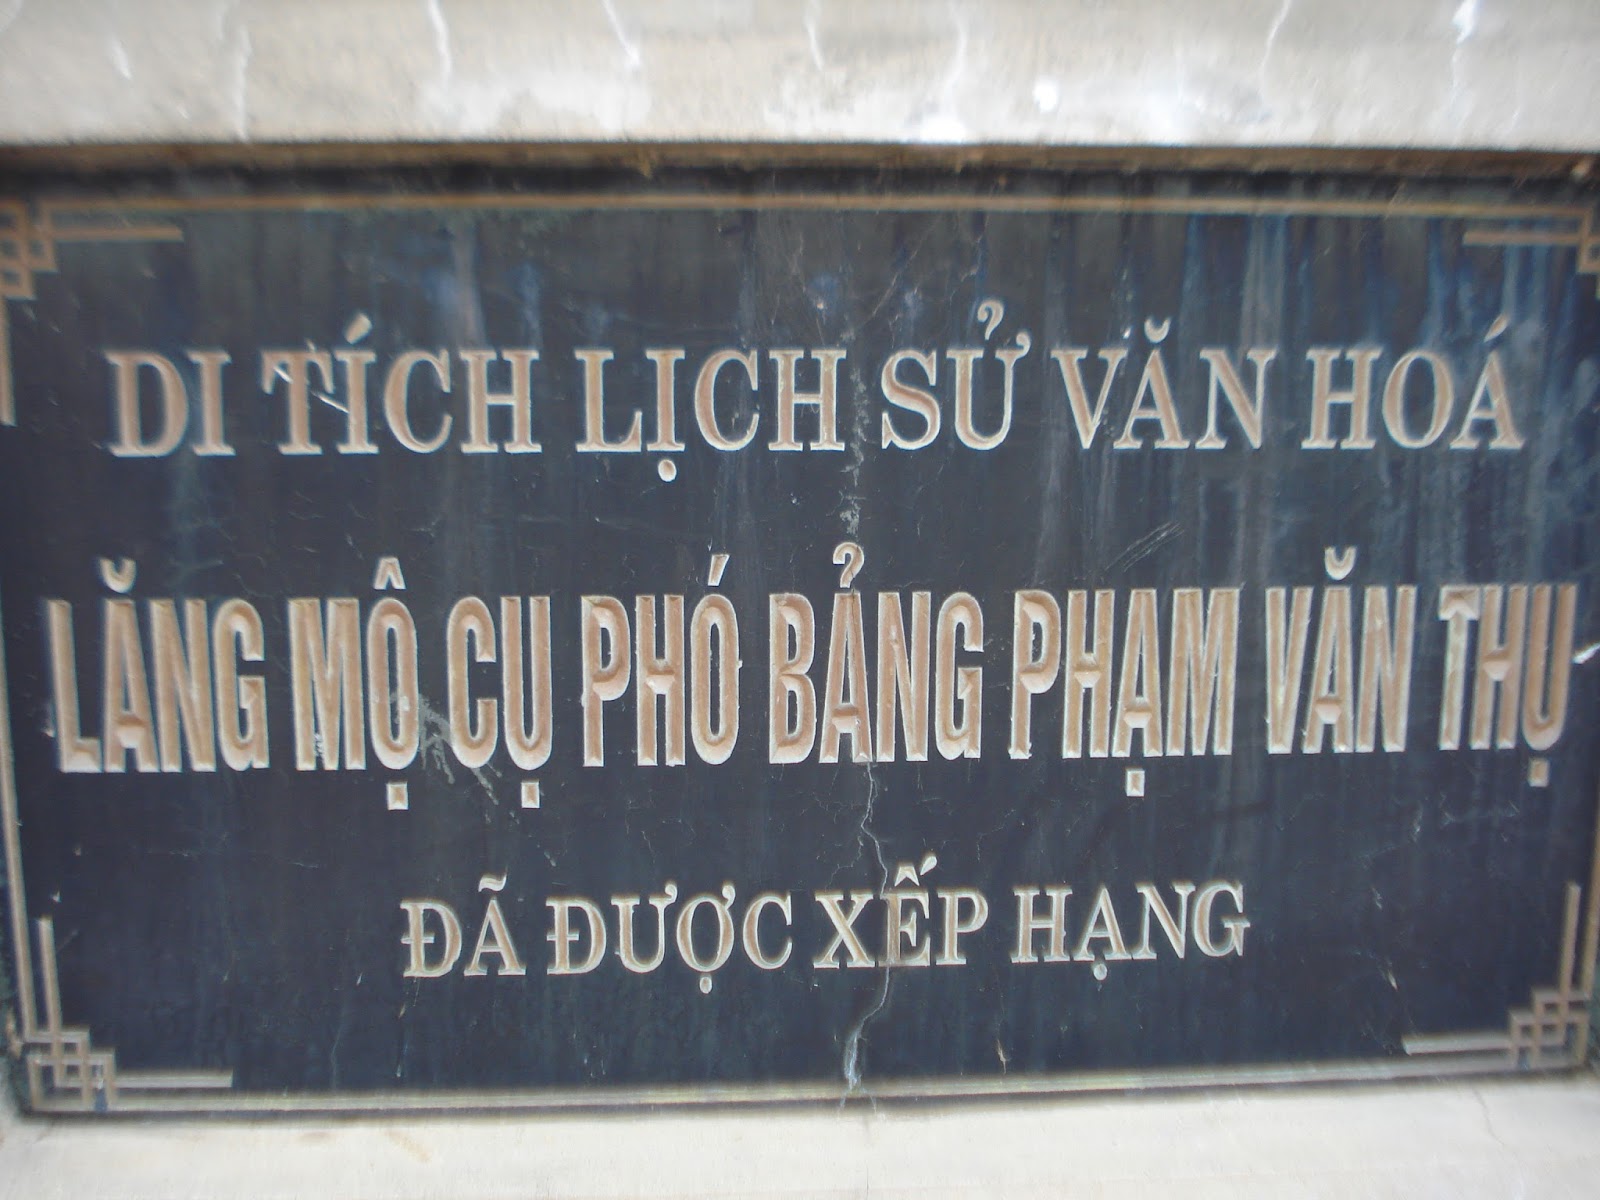 DI TÍCH LỊCH SỬ VĂN HOÁ
LĂNG MỘ CỤ PHÓ BẢNG PHẠM VĂN THỤ
ĐÃ ĐƯỢC XẾP HẠNG